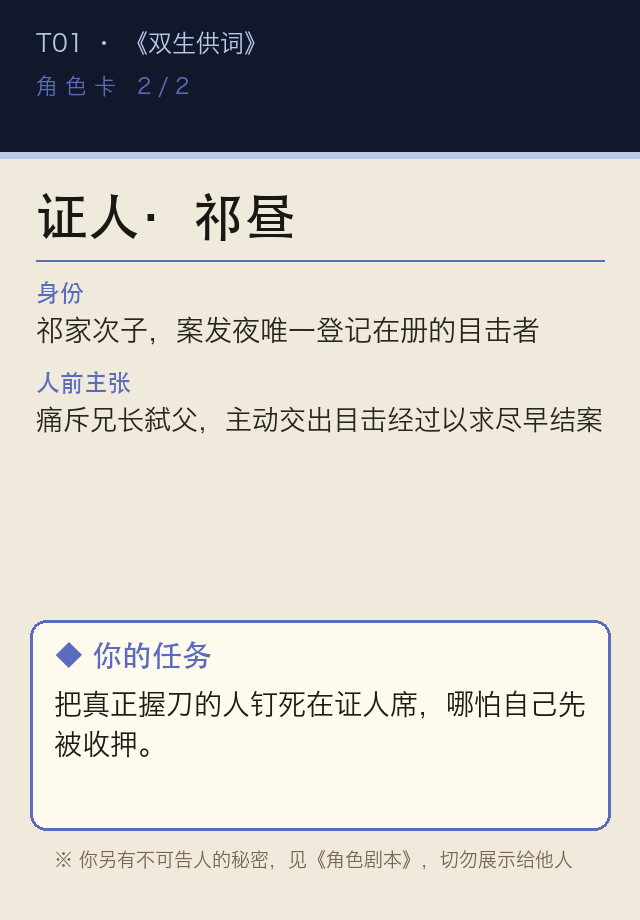 T01 · 《双生供词》
角色卡 2/2
证人· 祁昼
身份
祁家次子，案发夜唯一登记在册的目击者
人前主张
痛斥兄长弑父，主动交出目击经过以求尽早结案
◆ 你的任务
把真正握刀的人钉死在证人席，哪怕自己先
被收押。
※ 你另有不可告人的秘密，见《角色剧本》，切勿展示给他人